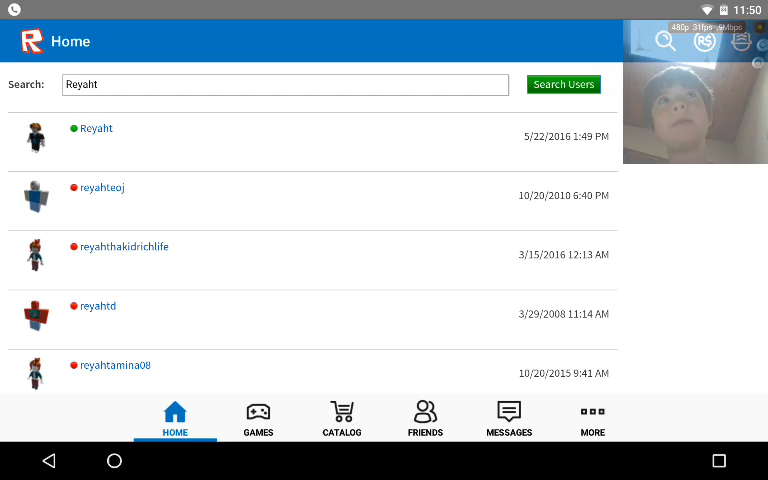 11:50
Home
480p 31fps .9Mbps
R$
Search: Reyaht Search Users
Reyaht 5/22/2016 1:49 PM
reyahteoj 10/20/2010 6:40 PM
reyahthakidrichlife 3/15/2016 12:13 AM
reyahtd 3/29/2008 11:14 AM
reyahtamina08 10/20/2015 9:41 AM
HOME GAMES CATALOG FRIENDS MESSAGES MORE